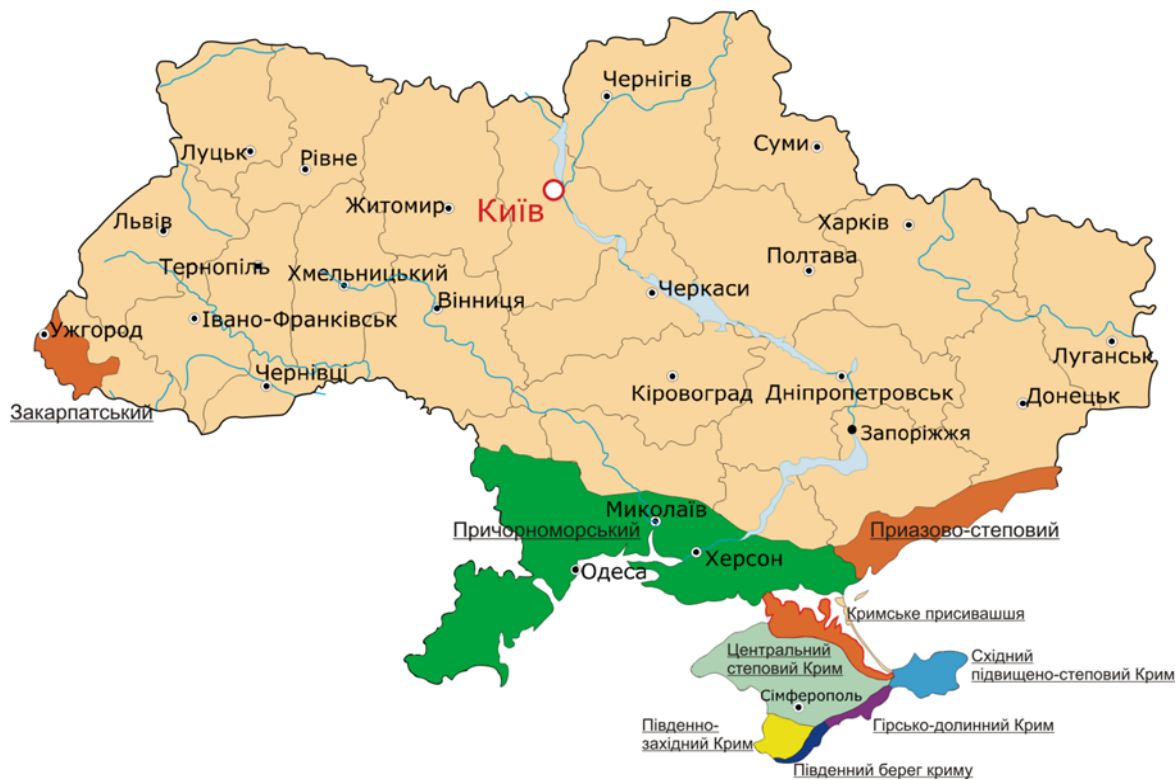 Чернігів
Суми
Луцьк
Рівне
Київ
Житомир
Львів
Харків
Тернопіль
Хмельницький
Полтава
Вінниця
Черкаси
Івано-Франківськ
Ужгород
Луганськ
Чернівці
Кіровоград
Дніпропетровськ
Донецьк
Закарпатський
Запоріжжя
Миколаїв
Причорноморський
Приазово-степовий
Херсон
Одеса
Кримське присивашшя
Центральний
степовий Крим
Східний
підвищено-степовий Крим
Сімферополь
Південно-
західний Крим
Гірсько-долинний Крим
Південний берег криму